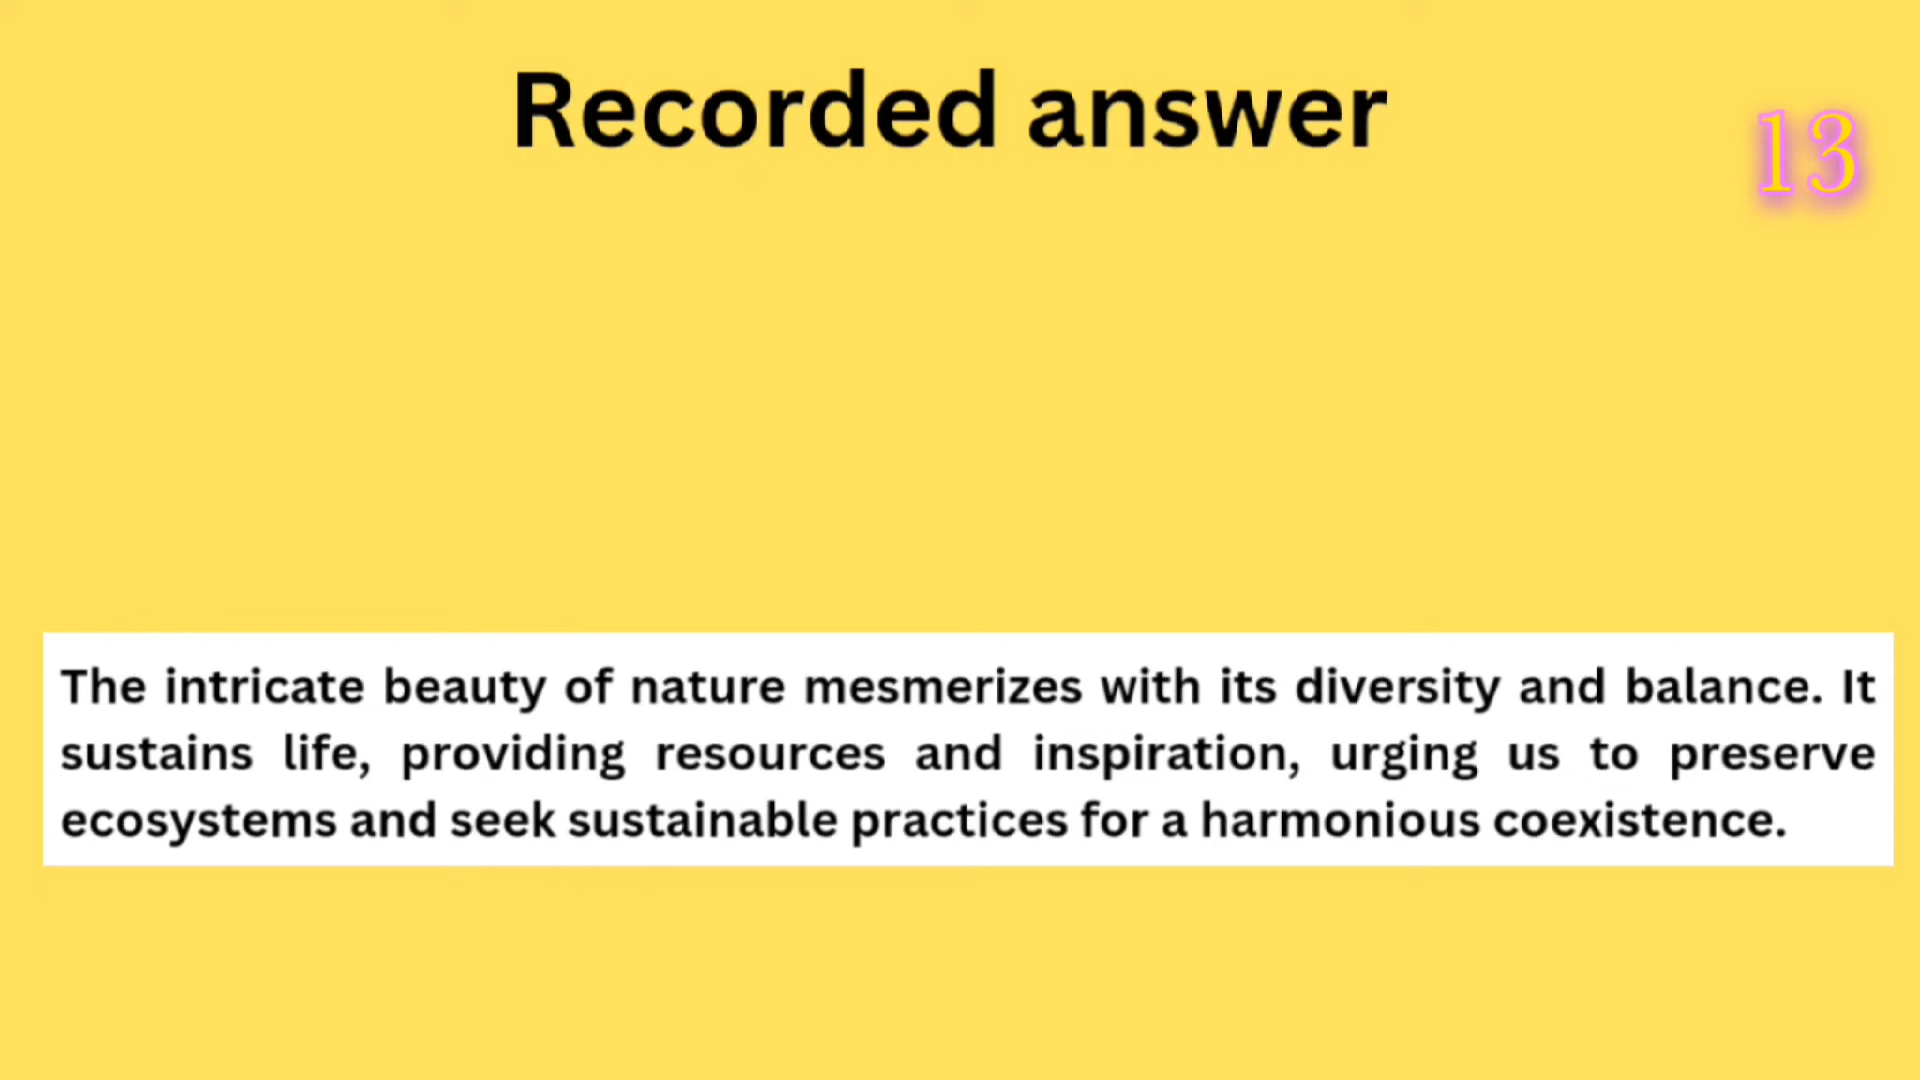 Recorded answer
13
The intricate beauty of nature mesmerizes with its diversity and balance. It
sustains life, providing resources and inspiration, urging us to preserve
ecosystems and seek sustainable practices for a harmonious coexistence.